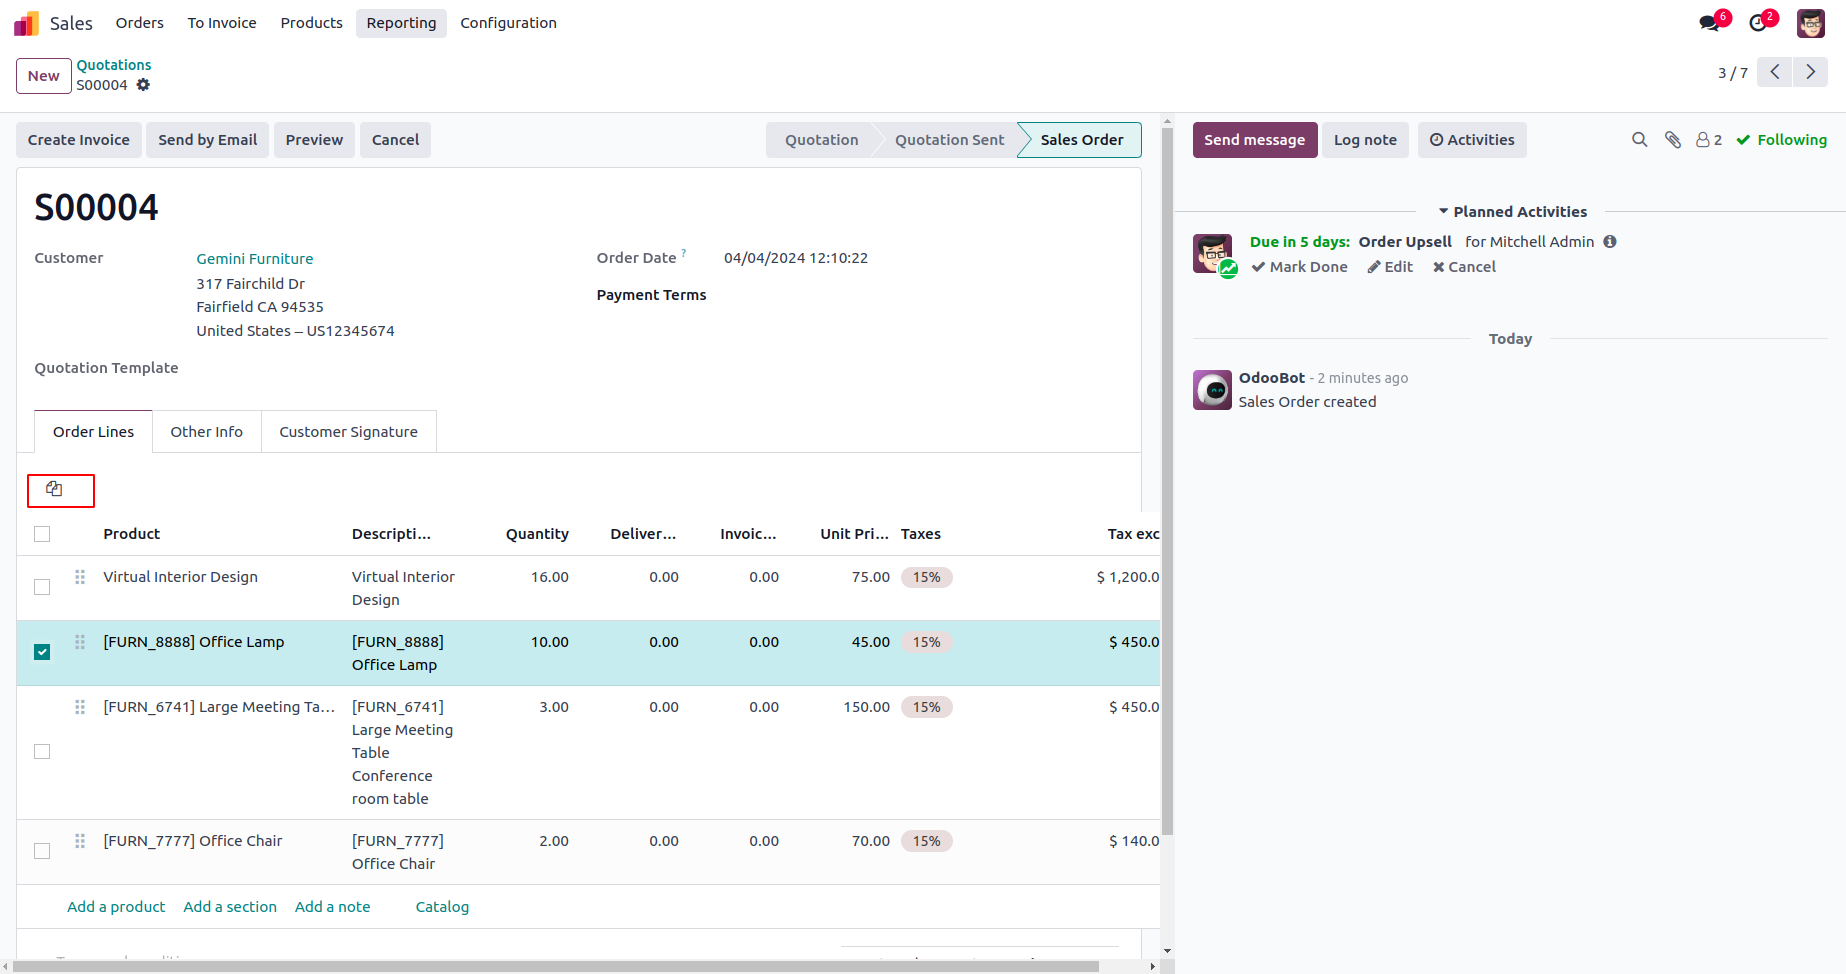 Sales Orders To Invoice Products Reporting Configuration 6 2
New Quotations
S00004 3 / 7
Create Invoice Send by Email Preview Cancel Quotation Quotation Sent Sales Order Send message Log note Activities 2 Following
S00004
Planned Activities
Customer Gemini Furniture Order Date ? 04/04/2024 12:10:22
Due in 5 days: Order Upsell for Mitchell Admin
Mark Done Edit Cancel
317 Fairchild Dr
Payment Terms
Fairfield CA 94535
United States – US12345674
Today
Quotation Template
OdooBot - 2 minutes ago
Sales Order created
Order Lines Other Info Customer Signature
Product Descripti... Quantity Deliver... Invoic... Unit Pri... Taxes Tax exc
Virtual Interior Design Virtual Interior 16.00 0.00 0.00 75.00 15% $ 1,200.0
Design
[FURN_8888] Office Lamp [FURN_8888] 10.00 0.00 0.00 45.00 15% $ 450.0
Office Lamp
[FURN_6741] Large Meeting Ta... [FURN_6741] 3.00 0.00 0.00 150.00 15% $ 450.0
Large Meeting
Table
Conference
room table
[FURN_7777] Office Chair [FURN_7777] 2.00 0.00 0.00 70.00 15% $ 140.0
Office Chair
Add a product Add a section Add a note Catalog